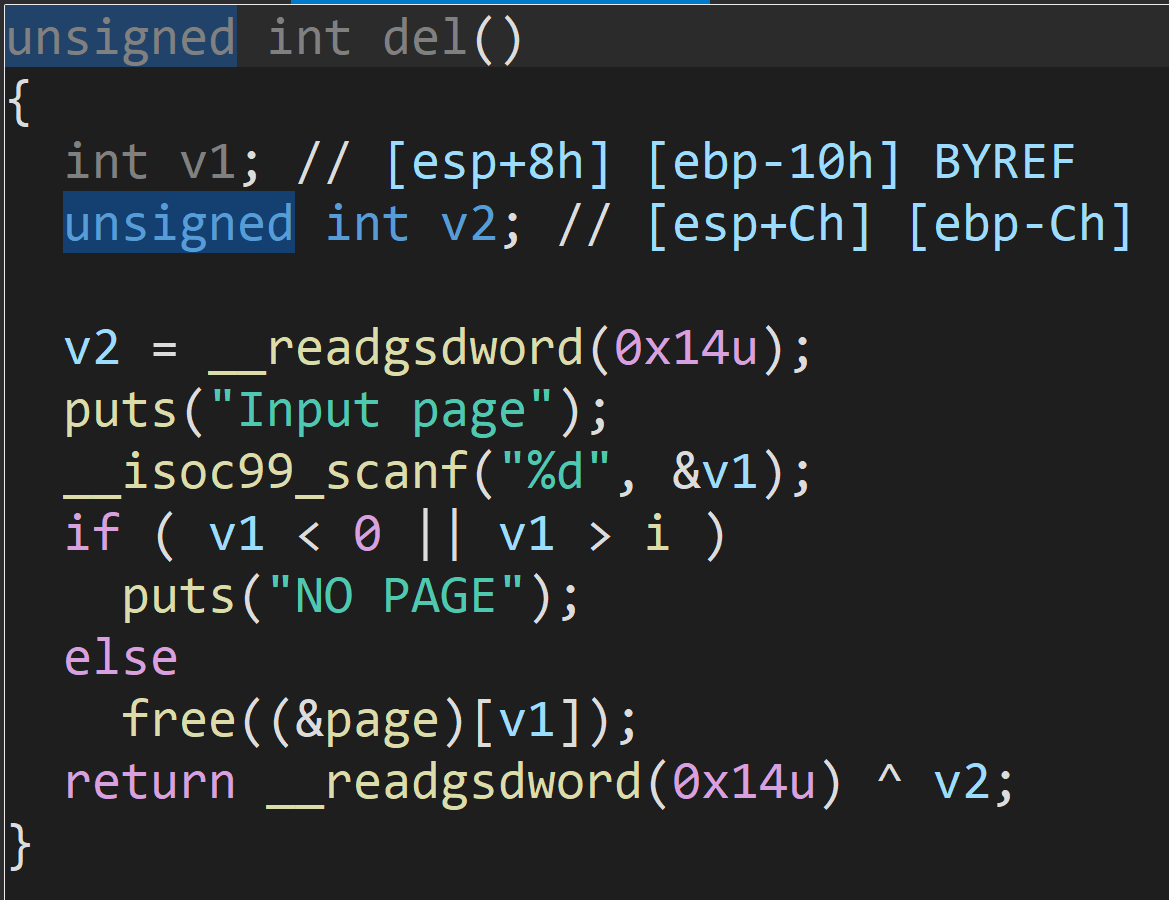 unsigned int del()
{
int v1; // [esp+8h] [ebp-10h] BYREF
unsigned int v2; // [esp+Ch] [ebp-Ch]
v2 = __readgsdword(0x14u);
puts("Input page");
__isoc99_scanf("%d", &v1);
if ( v1 < 0 || v1 > i )
puts("NO PAGE");
else
free((&page)[v1]);
return __readgsdword(0x14u) ^ v2;
}